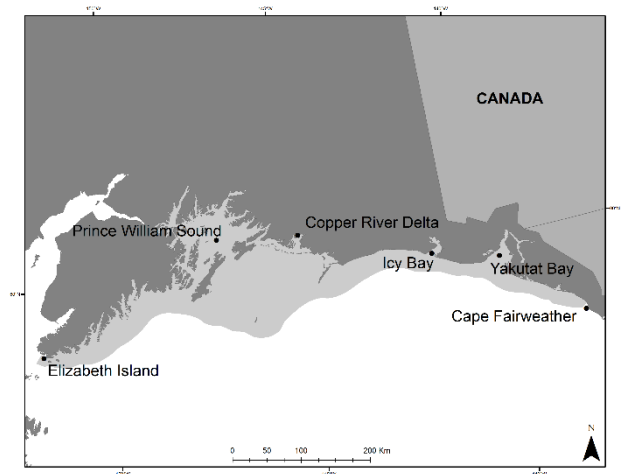 CANADA
Prince William Sound
Copper River Delta
Icy Bay
Yakutat Bay
Cape Fairweather
Elizabeth Island
N
0 50 100 200 Km